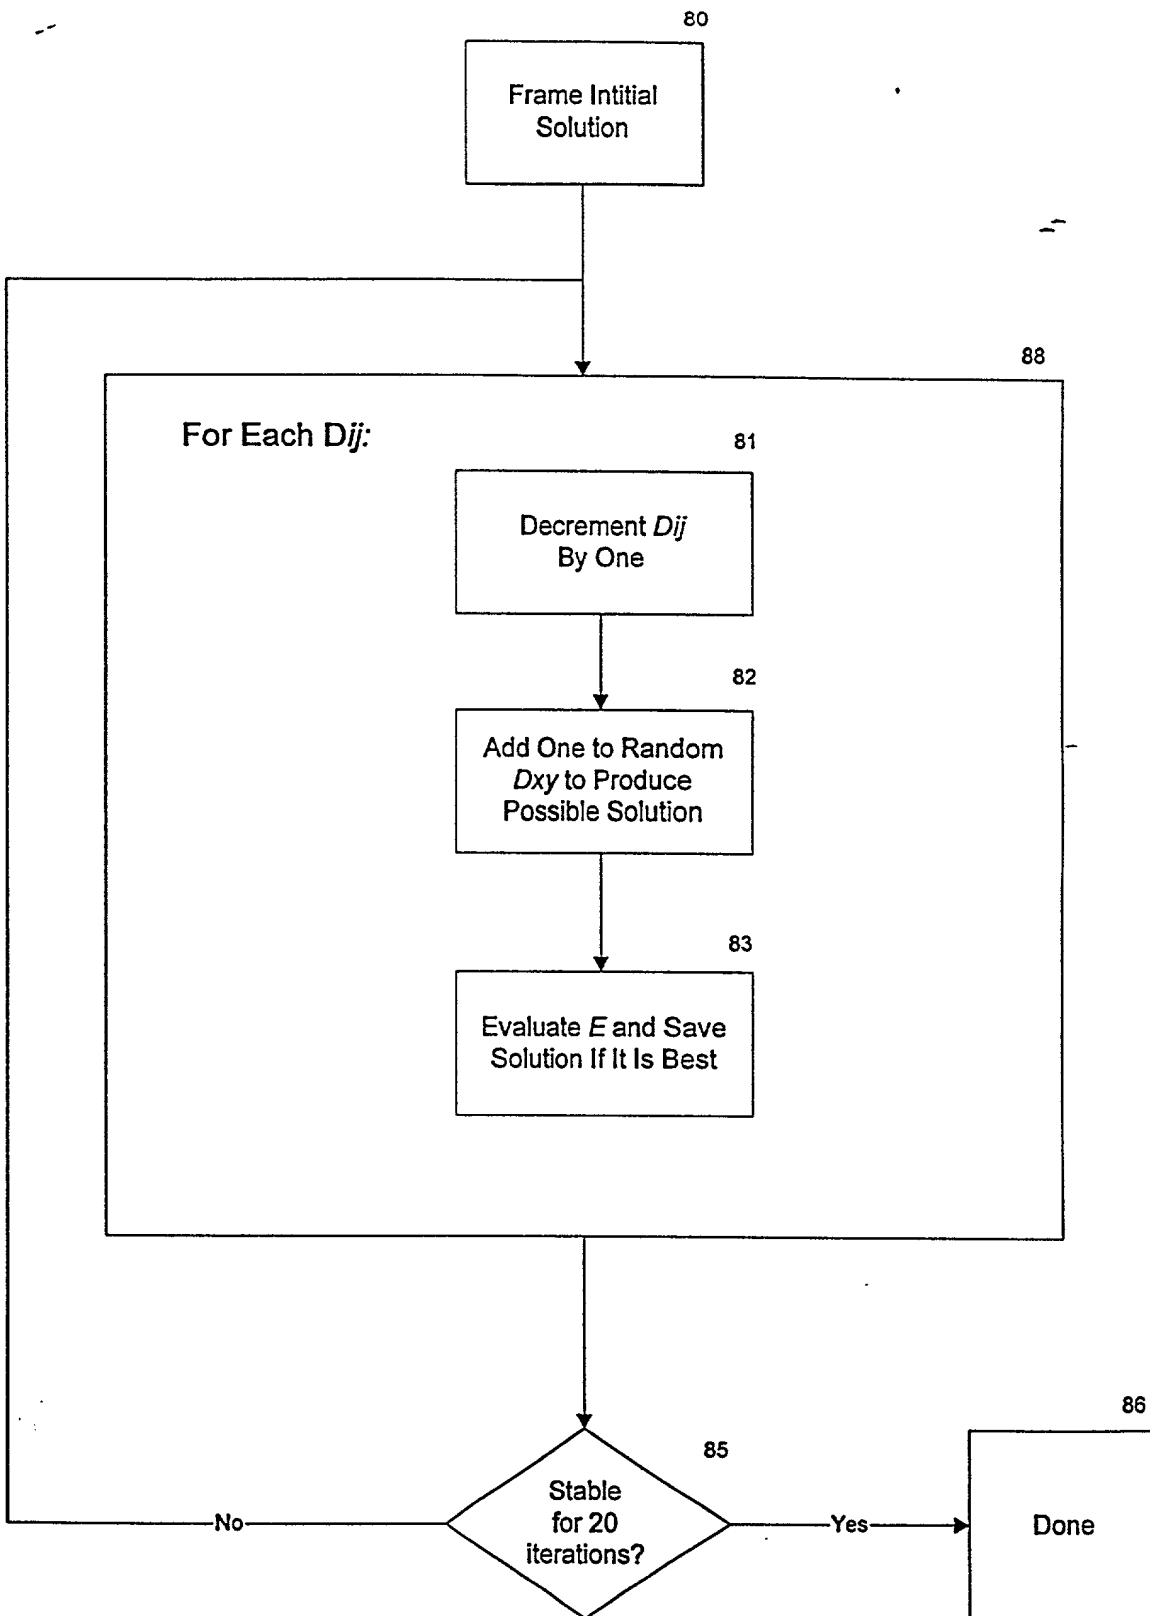 80
Frame Intitial
Solution
88
For Each Dij:
81
Decrement Dij
By One
82
Add One to Random
Dxy to Produce
Possible Solution
83
Evaluate E and Save
Solution If It Is Best
85
86
Stable
for 20
iterations?
No
Yes
Done